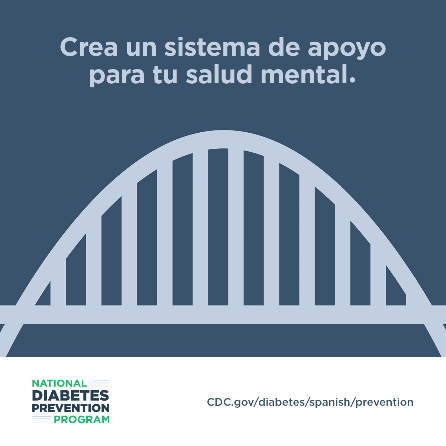 Crea un sistema de apoyo
para tu salud mental.
NATIONAL
DIABETES
PREVENTION
PROGRAM
CDC.gov/diabetes/spanish/prevention